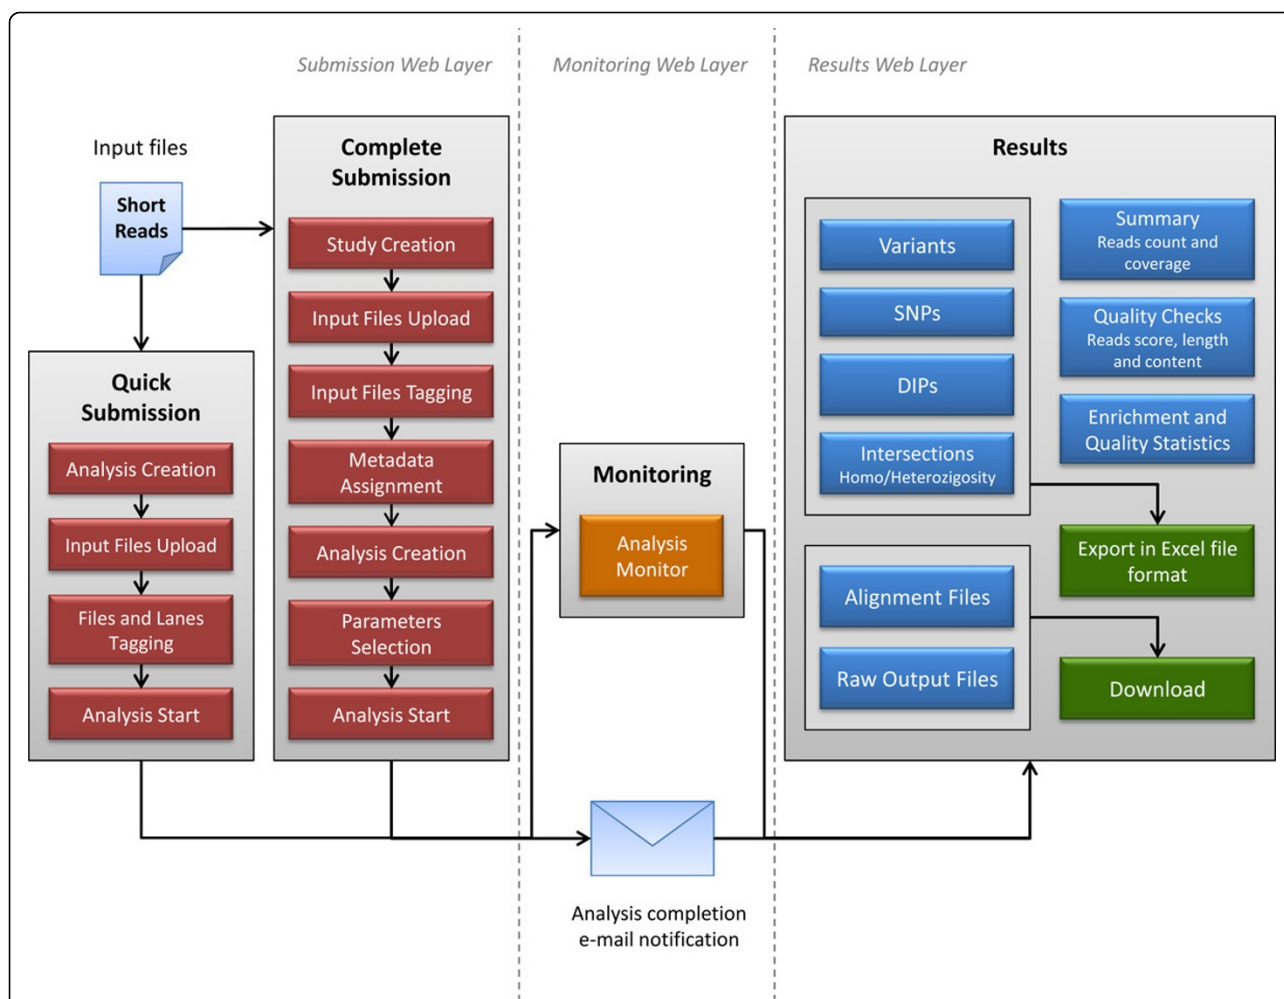 Submission Web Layer
Monitoring Web Layer
Results Web Layer
Input files
Short
Reads
Quick
Submission
Analysis Creation
Input Files Upload
Files and Lanes
Tagging
Analysis Start
Complete
Submission
Study Creation
Input Files Upload
Input Files Tagging
Metadada
Assignment
Analysis Creation
Parameters
Selection
Analysis Start
Monitoring
Analysis
Monitor
Analysis completion
e-mail notification
Results
Variants
SNPs
DIPs
Intersections
Homo/Heterozigosity
Alignment Files
Raw Output Files
Summary
Reads count and
coverage
Quality Checks
Reads score, length
and content
Enrichment and
Quality Statistics
Export in Excel file
format
Download